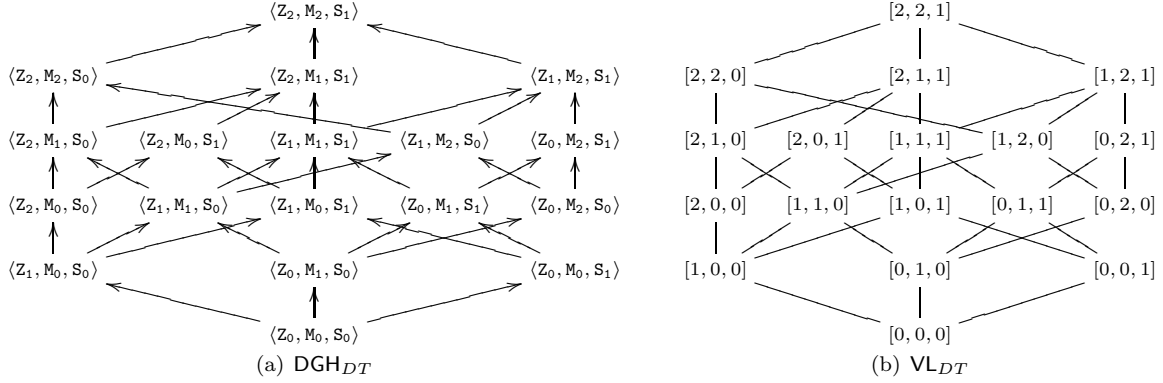 ⟨Z₂, M₂, S₁⟩ [2, 2, 1]
⟨Z₂, M₂, S₀⟩ ⟨Z₂, M₁, S₁⟩ ⟨Z₁, M₂, S₁⟩ [2, 2, 0] [2, 1, 1] [1, 2, 1]
⟨Z₂, M₁, S₀⟩ ⟨Z₂, M₀, S₁⟩ ⟨Z₁, M₁, S₁⟩ ⟨Z₁, M₂, S₀⟩ ⟨Z₀, M₂, S₁⟩ [2, 1, 0] [2, 0, 1] [1, 1, 1] [1, 2, 0] [0, 2, 1]
⟨Z₂, M₀, S₀⟩ ⟨Z₁, M₁, S₀⟩ ⟨Z₁, M₀, S₁⟩ ⟨Z₀, M₁, S₁⟩ ⟨Z₀, M₂, S₀⟩ [2, 0, 0] [1, 1, 0] [1, 0, 1] [0, 1, 1] [0, 2, 0]
⟨Z₁, M₀, S₀⟩ ⟨Z₀, M₁, S₀⟩ ⟨Z₀, M₀, S₁⟩ [1, 0, 0] [0, 1, 0] [0, 0, 1]
⟨Z₀, M₀, S₀⟩ [0, 0, 0]
(a) DGH_DT (b) VL_DT